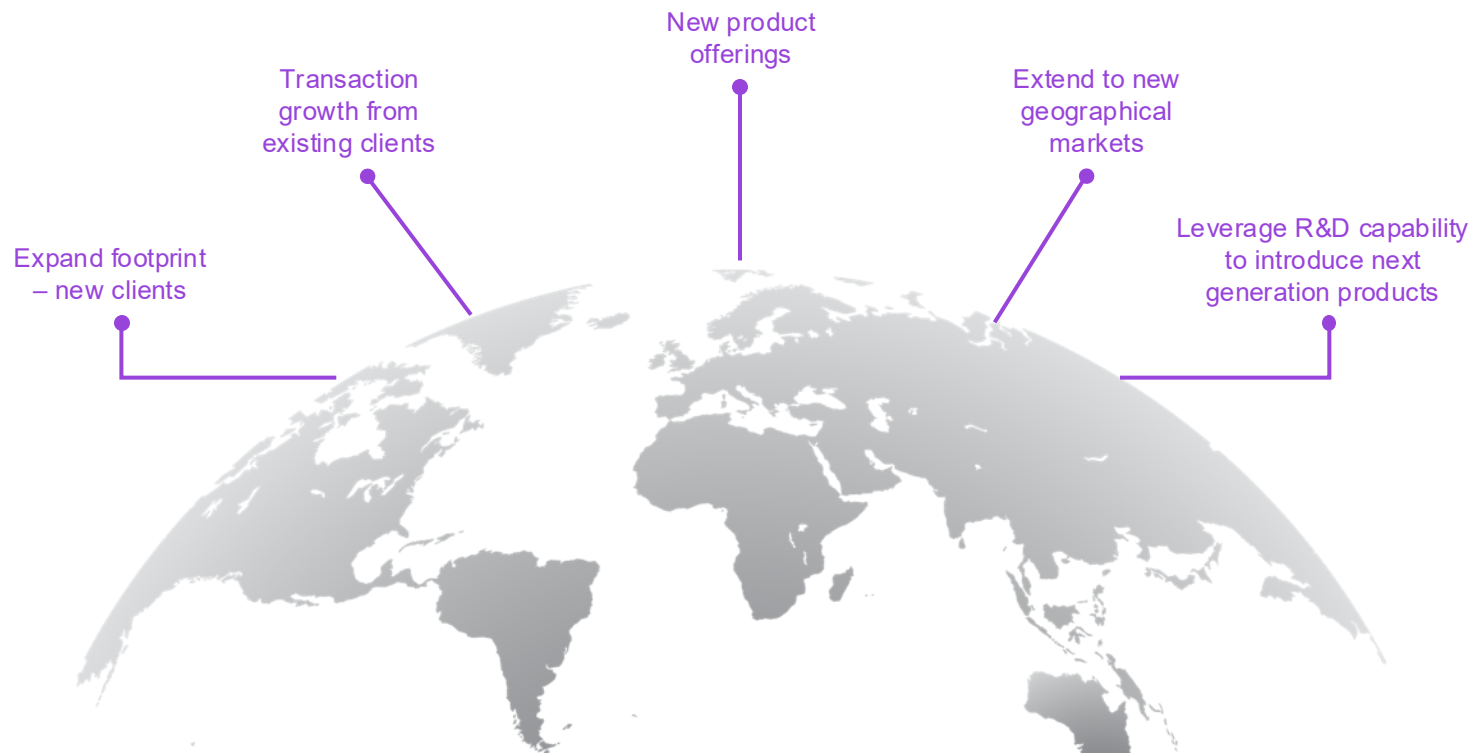 New product
offerings
Transaction
growth from
existing clients
Extend to new
geographical
markets
Leverage R&D capability
to introduce next
generation products
Expand footprint
– new clients